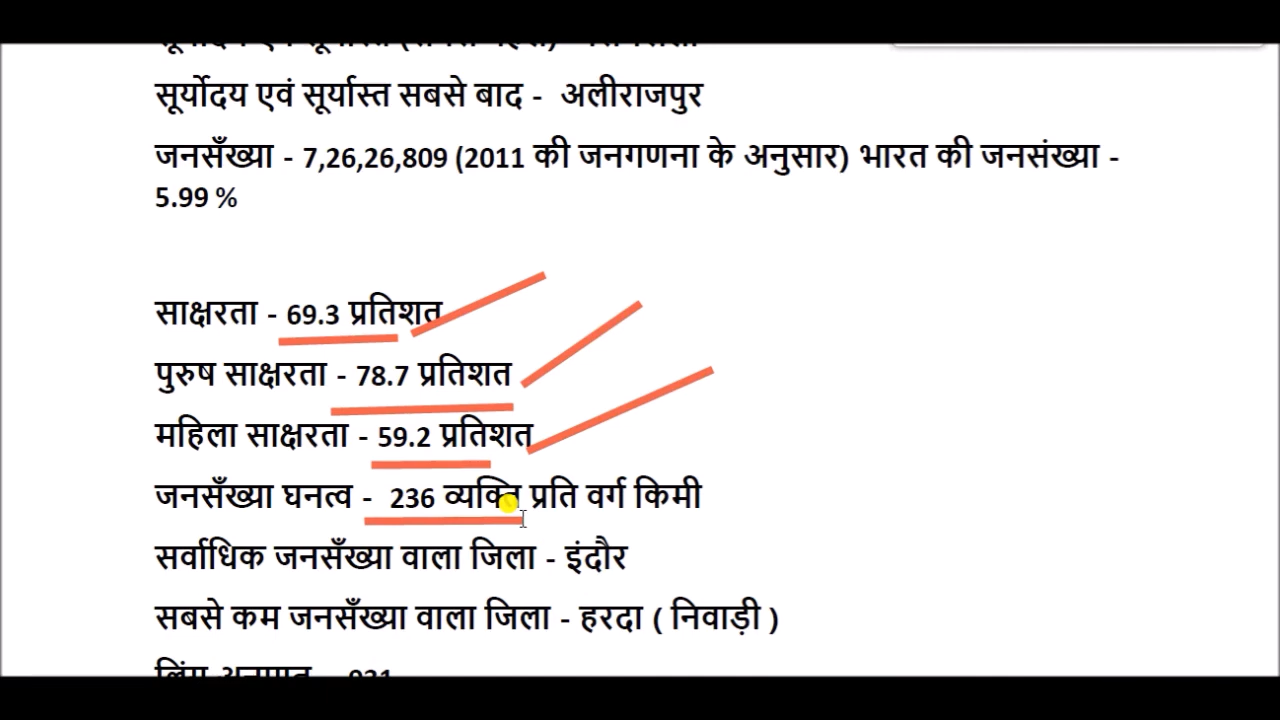 सूर्योदय एवं सूर्यास्त सबसे बाद - अलीराजपुर
जनसँख्या - 7,26,26,809 (2011 की जनगणना के अनुसार) भारत की जनसंख्या -
5.99 %
साक्षरता - 69.3 प्रतिशत
पुरुष साक्षरता - 78.7 प्रतिशत
महिला साक्षरता - 59.2 प्रतिशत
जनसँख्या घनत्व - 236 व्यक्ति प्रति वर्ग किमी
सर्वाधिक जनसँख्या वाला जिला - इंदौर
सबसे कम जनसँख्या वाला जिला - हरदा ( निवाड़ी )
लिंग अनुपात - 931